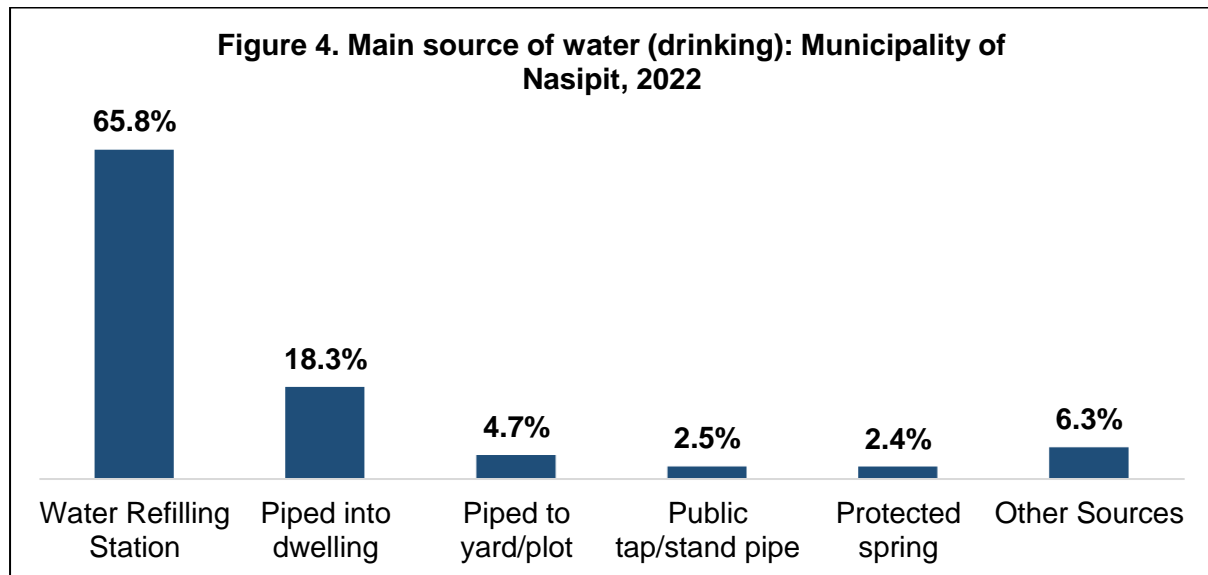 Figure 4. Main source of water (drinking): Municipality of
Nasipit, 2022
65.8%
18.3%
4.7%
2.5%
2.4%
6.3%
Water Refilling
Station
Piped into
dwelling
Piped to
yard/plot
Public
tap/stand pipe
Protected
spring
Other Sources